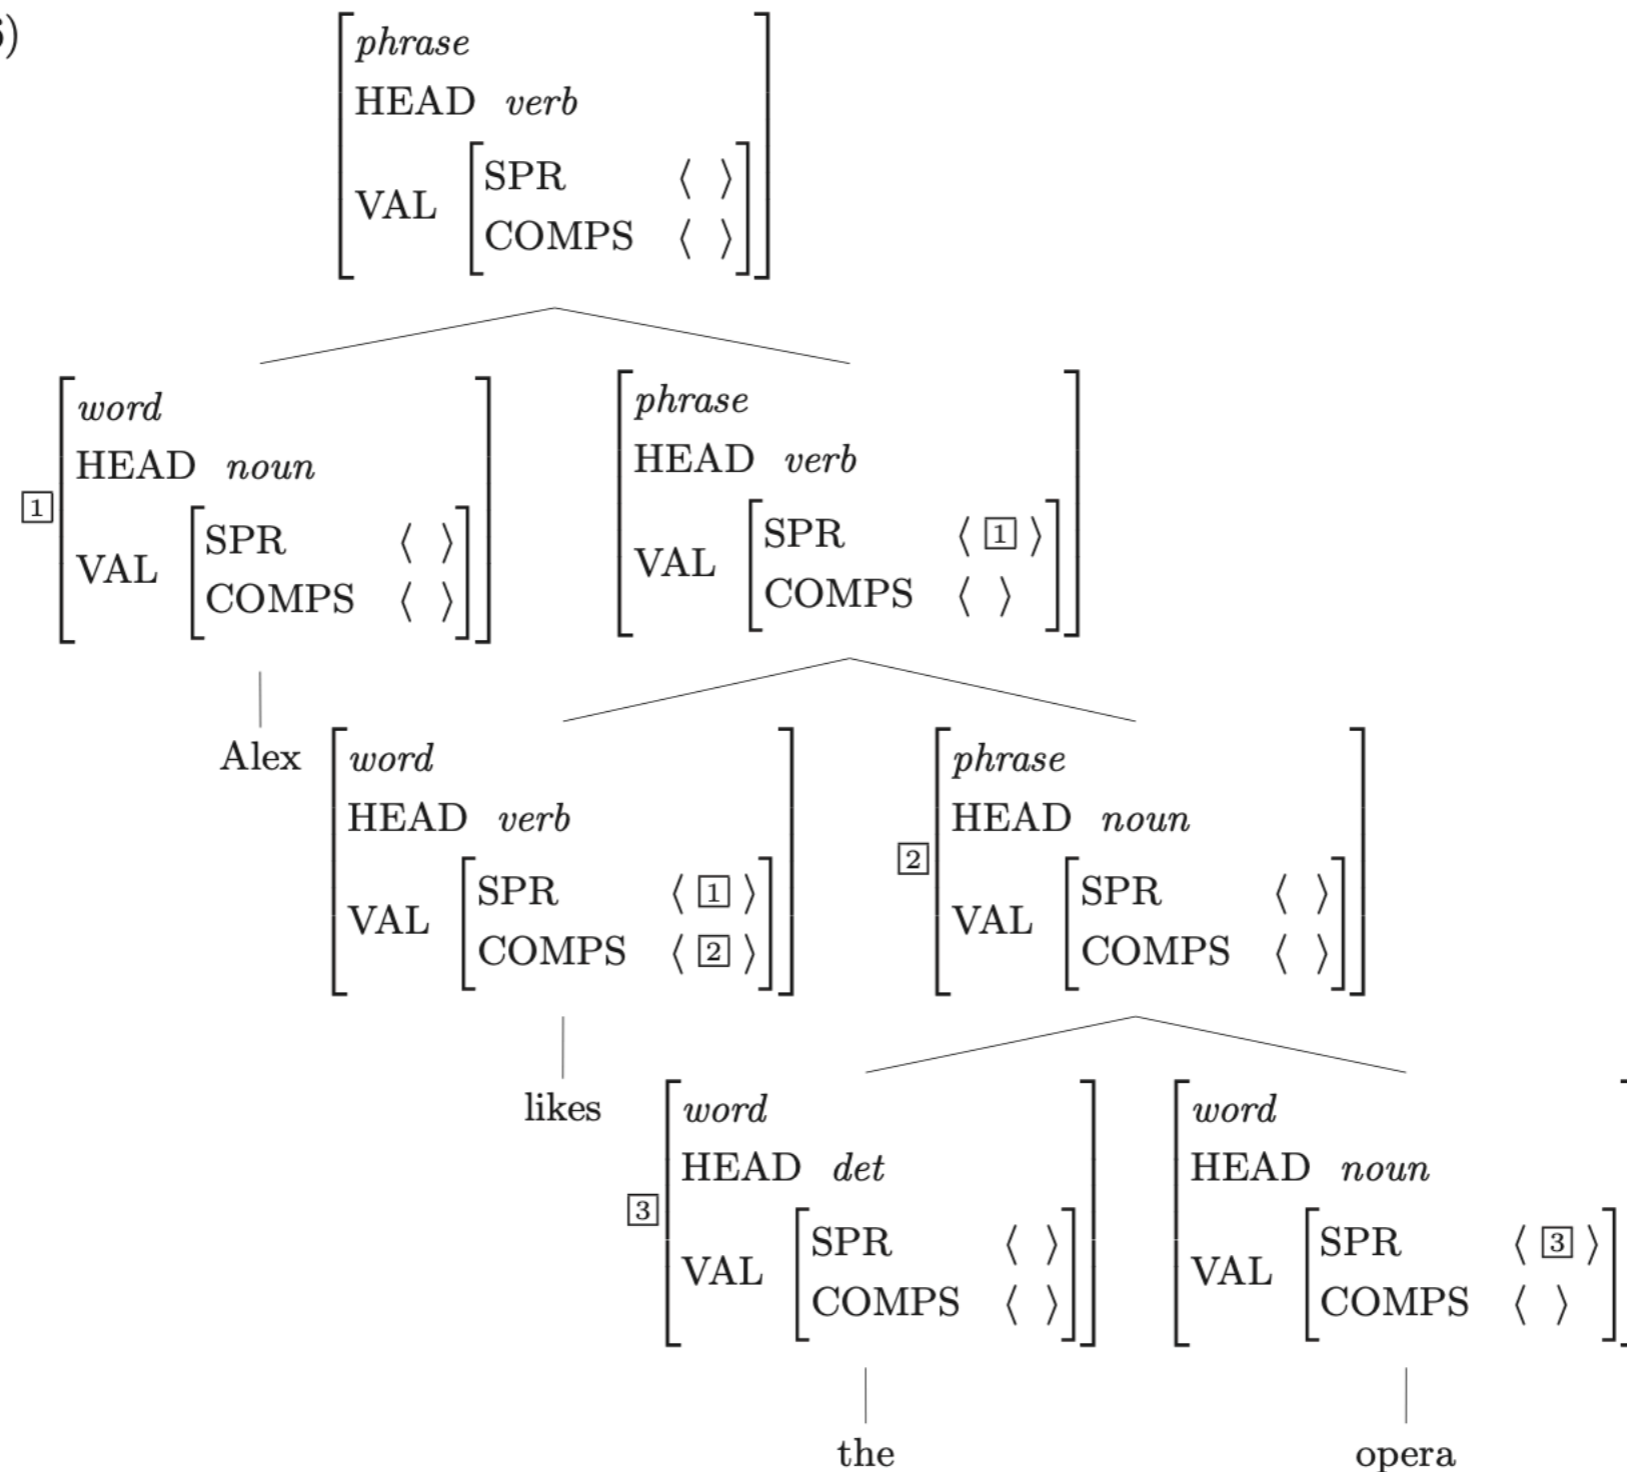 6)
phrase
HEAD verb
VAL [SPR ⟨ ⟩
COMPS ⟨ ⟩]
1 [word
HEAD noun
VAL [SPR ⟨ ⟩
COMPS ⟨ ⟩]]
phrase
HEAD verb
VAL [SPR ⟨ 1 ⟩
COMPS ⟨ ⟩]
Alex
word
HEAD verb
VAL [SPR ⟨ 1 ⟩
COMPS ⟨ 2 ⟩]
2 [phrase
HEAD noun
VAL [SPR ⟨ ⟩
COMPS ⟨ ⟩]]
likes
3 [word
HEAD det
VAL [SPR ⟨ ⟩
COMPS ⟨ ⟩]]
word
HEAD noun
VAL [SPR ⟨ 3 ⟩
COMPS ⟨ ⟩]
the
opera